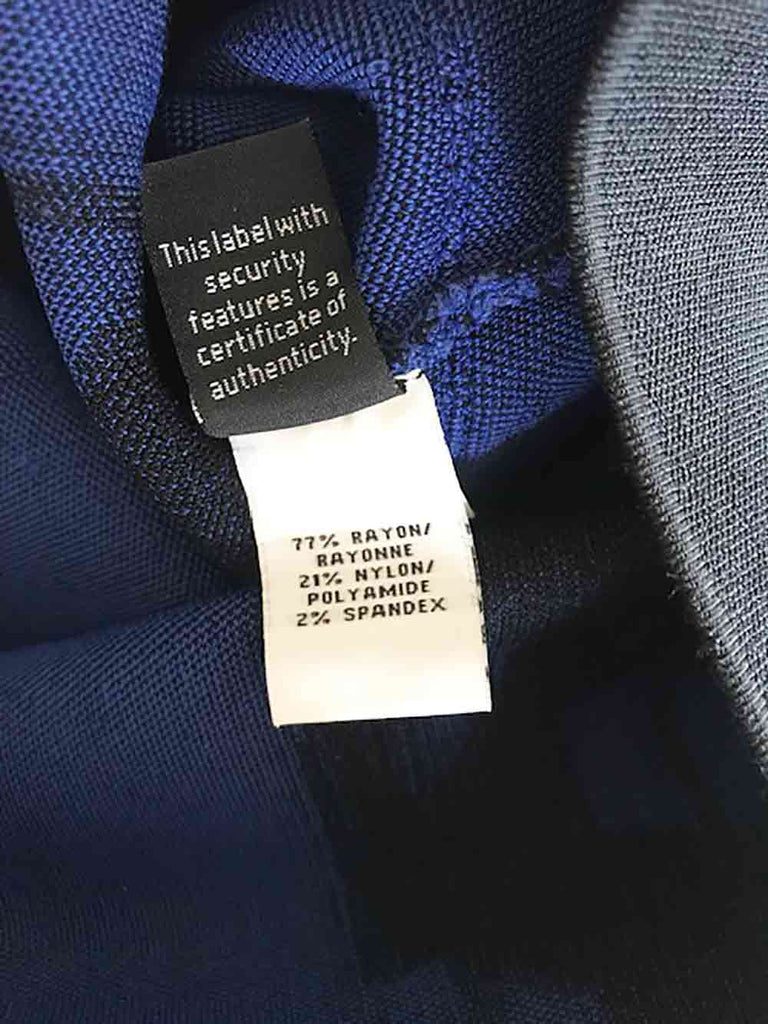 This label with
security
features is a
certificate of
authenticity.
77% RAYON/
RAYONNE
21% NYLON/
POLYAMIDE
2% SPANDEX